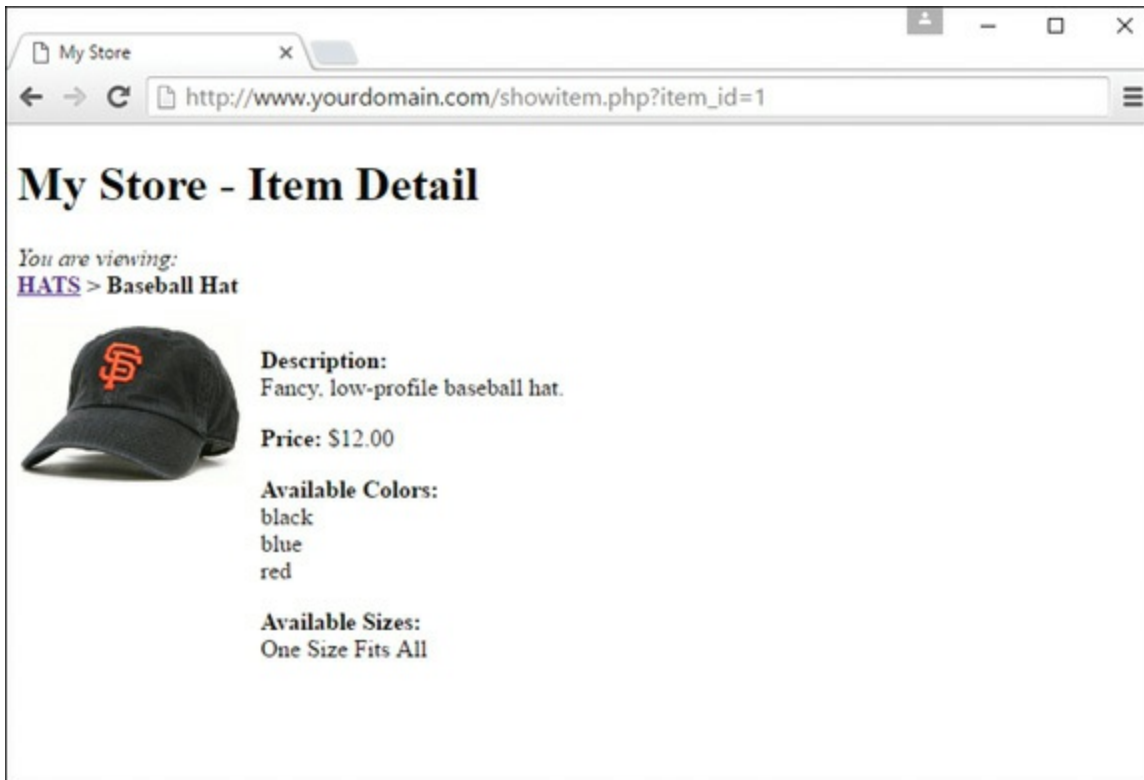 My Store
http://www.yourdomain.com/showitem.php?item_id=1
My Store - Item Detail
You are viewing:
HATS > Baseball Hat
SF
Description:
Fancy, low-profile baseball hat.
Price: $12.00
Available Colors:
black
blue
red
Available Sizes:
One Size Fits All